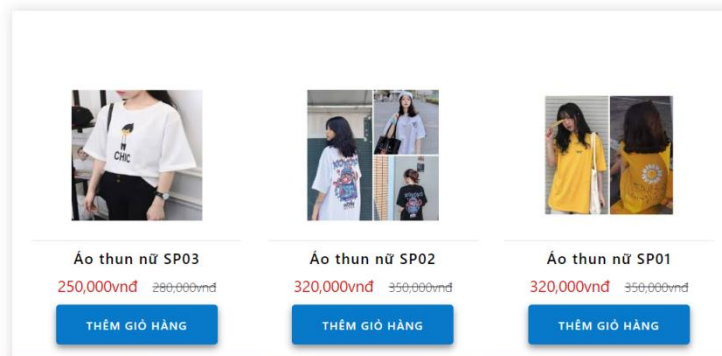 CHIC
Áo thun nữ SP03
250,000vnđ 280,000vnđ
THÊM GIỎ HÀNG
Áo thun nữ SP02
320,000vnđ 350,000vnđ
THÊM GIỎ HÀNG
Áo thun nữ SP01
320,000vnđ 350,000vnđ
THÊM GIỎ HÀNG